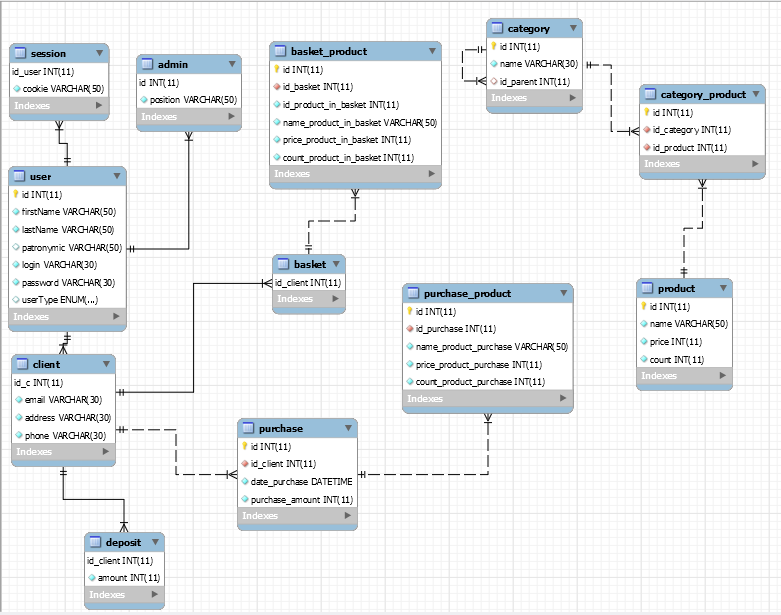 session
id_user INT(11)
cookie VARCHAR(50)
Indexes
admin
id INT(11)
position VARCHAR(50)
Indexes
basket_product
id INT(11)
id_basket INT(11)
id_product_in_basket INT(11)
name_product_in_basket VARCHAR(50)
price_product_in_basket INT(11)
count_product_in_basket INT(11)
Indexes
category
id INT(11)
name VARCHAR(30)
id_parent INT(11)
Indexes
category_product
id INT(11)
id_category INT(11)
id_product INT(11)
Indexes
user
id INT(11)
firstName VARCHAR(50)
lastName VARCHAR(50)
patronymic VARCHAR(50)
login VARCHAR(30)
password VARCHAR(30)
userType ENUM(...)
Indexes
basket
id_client INT(11)
Indexes
purchase_product
id INT(11)
id_purchase INT(11)
name_product_purchase VARCHAR(50)
price_product_purchase INT(11)
count_product_purchase INT(11)
Indexes
product
id INT(11)
name VARCHAR(50)
price INT(11)
count INT(11)
Indexes
client
id_c INT(11)
email VARCHAR(30)
address VARCHAR(30)
phone VARCHAR(30)
Indexes
purchase
id INT(11)
id_client INT(11)
date_purchase DATETIME
purchase_amount INT(11)
Indexes
deposit
id_client INT(11)
amount INT(11)
Indexes